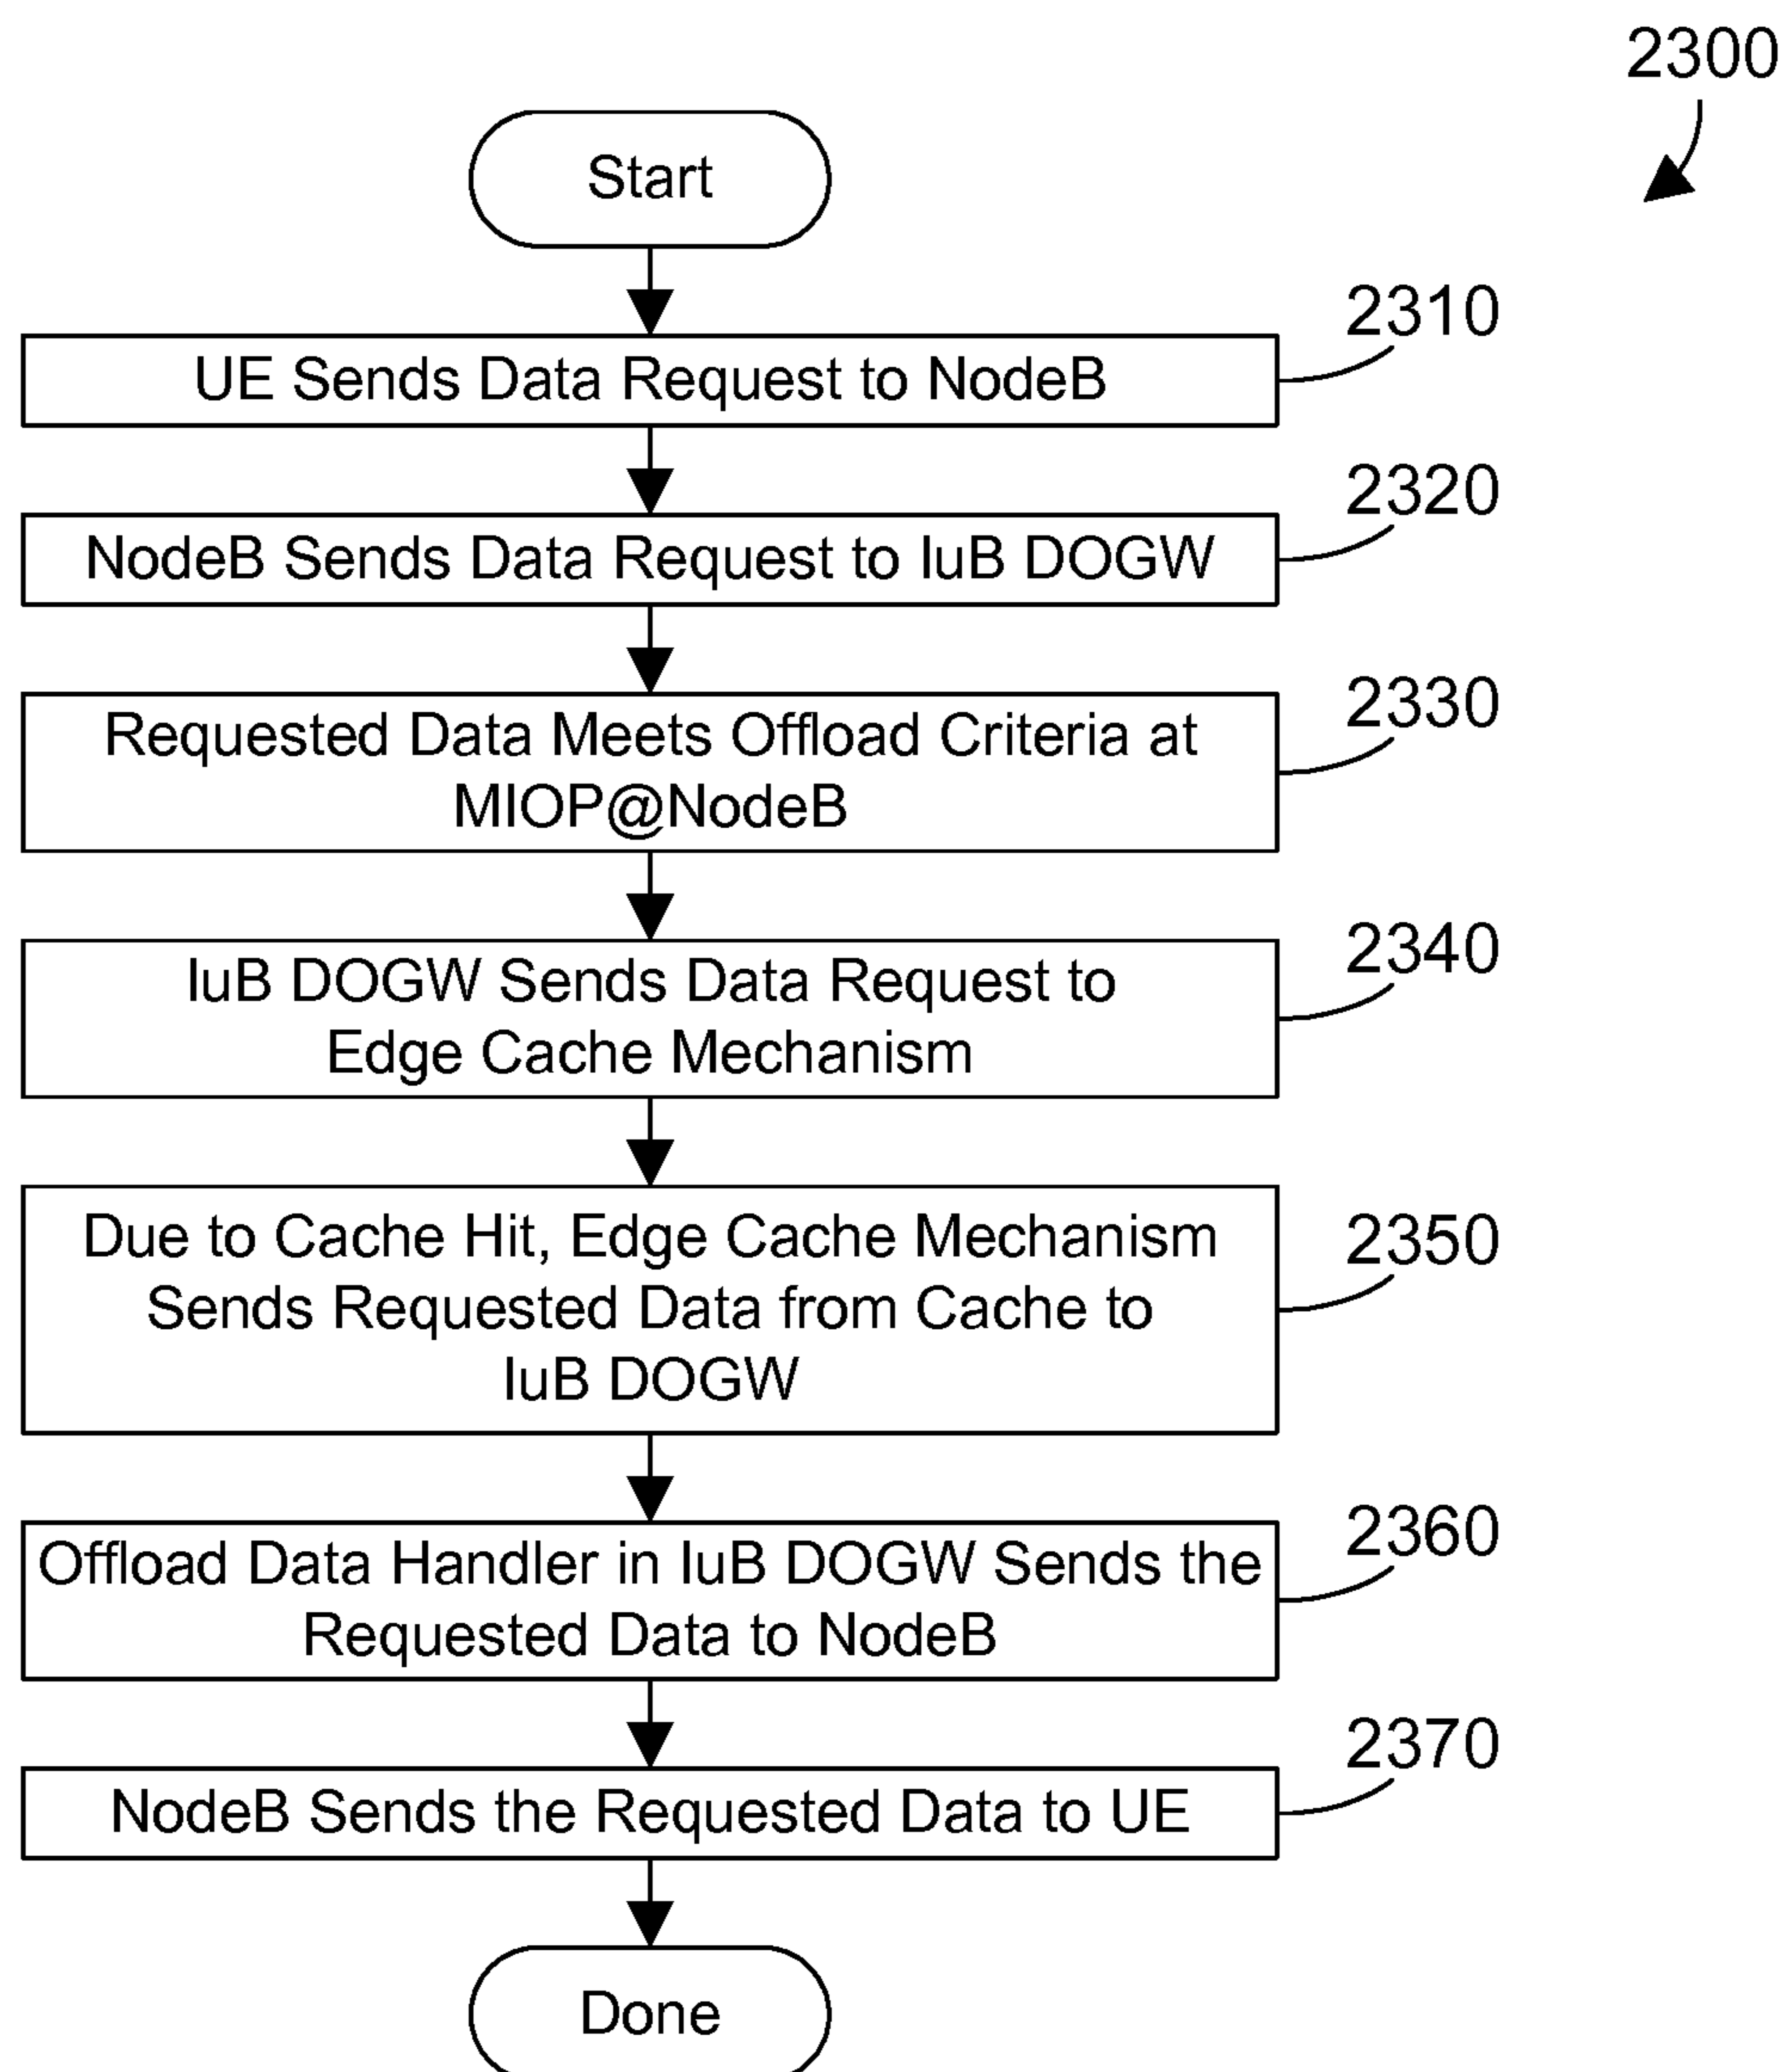 2300
Start
2310
UE Sends Data Request to NodeB
2320
NodeB Sends Data Request to IuB DOGW
2330
Requested Data Meets Offload Criteria at
MIOP@NodeB
2340
IuB DOGW Sends Data Request to
Edge Cache Mechanism
2350
Due to Cache Hit, Edge Cache Mechanism
Sends Requested Data from Cache to
IuB DOGW
2360
Offload Data Handler in IuB DOGW Sends the
Requested Data to NodeB
2370
NodeB Sends the Requested Data to UE
Done